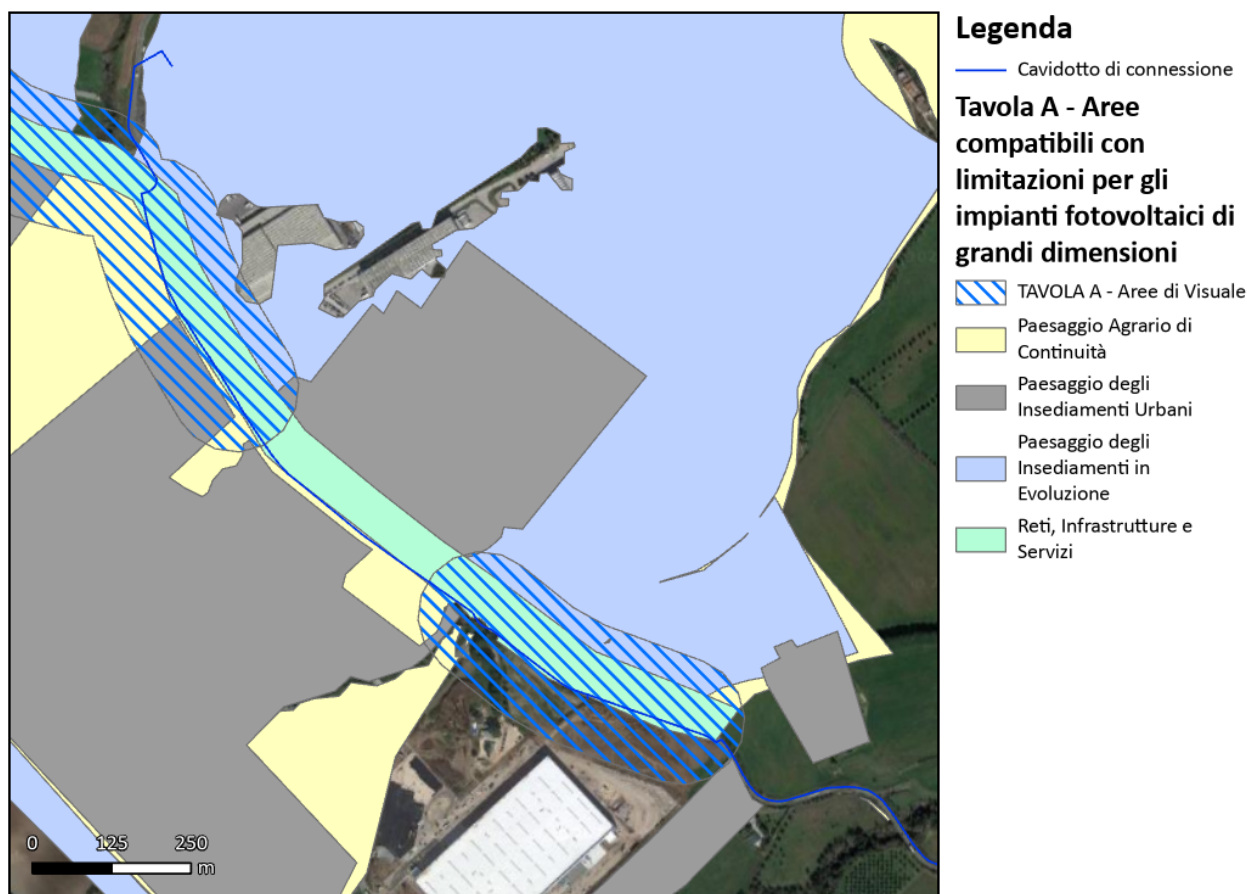 Legenda
Cavidotto di connessione
Tavola A - Aree
compatibili con
limitazioni per gli
impianti fotovoltaici di
grandi dimensioni
TAVOLA A - Aree di Visuale
Paesaggio Agrario di
Continuità
Paesaggio degli
Insediamenti Urbani
Paesaggio degli
Insediamenti in
Evoluzione
Reti, Infrastrutture e
Servizi
0 125 250
m